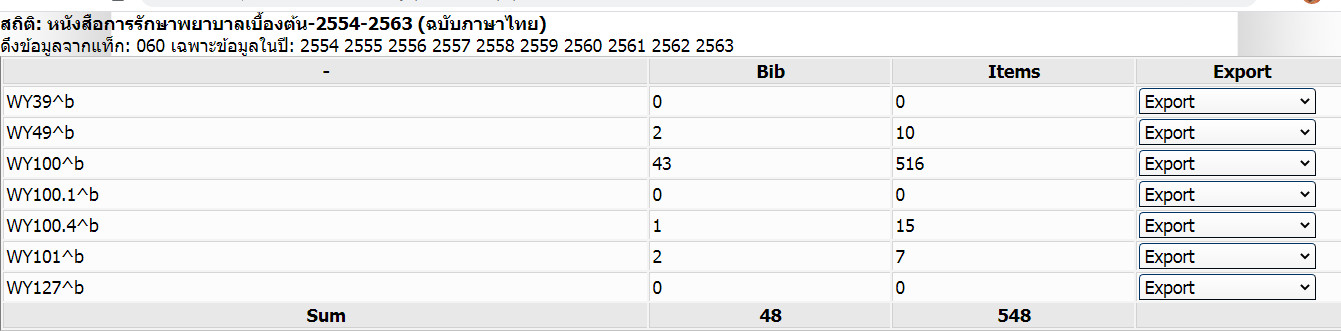 สถิติ: หนังสือการรักษาพยาบาลเบื้องต้น-2554-2563 (ฉบับภาษาไทย)
ดึงข้อมูลจากแท็ก: 060 เฉพาะข้อมูลในปี: 2554 2555 2556 2557 2558 2559 2560 2561 2562 2563
- Bib Items Export
WY39^b 0 0 Export
WY49^b 2 10 Export
WY100^b 43 516 Export
WY100.1^b 0 0 Export
WY100.4^b 1 15 Export
WY101^b 2 7 Export
WY127^b 0 0 Export
Sum 48 548